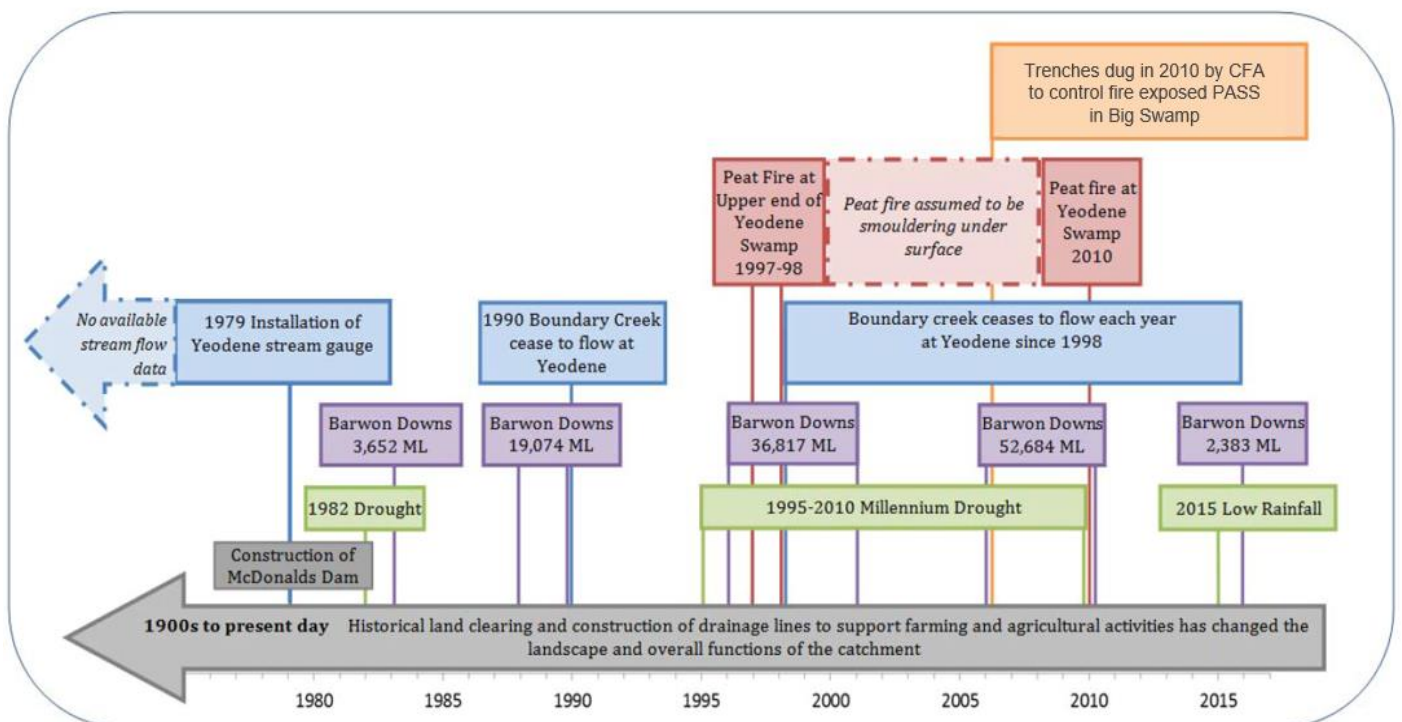 Trenches dug in 2010 by CFA
to control fire exposed PASS
in Big Swamp
Peat Fire at
Upper end of
Yeodene
Swamp
1997-98
Peat fire assumed to be
smouldering under
surface
Peat fire at
Yeodene
Swamp
2010
No available
stream flow
data
1979 Installation of
Yeodene stream gauge
1990 Boundary Creek
cease to flow at
Yeodene
Boundary creek ceases to flow each year
at Yeodene since 1998
Barwon Downs
3,652 ML
Barwon Downs
19,074 ML
Barwon Downs
36,817 ML
Barwon Downs
52,684 ML
Barwon Downs
2,383 ML
1982 Drought
1995-2010 Millennium Drought
2015 Low Rainfall
Construction of
McDonalds Dam
1900s to present day Historical land clearing and construction of drainage lines to support farming and agricultural activities has changed the
landscape and overall functions of the catchment
1980 1985 1990 1995 2000 2005 2010 2015